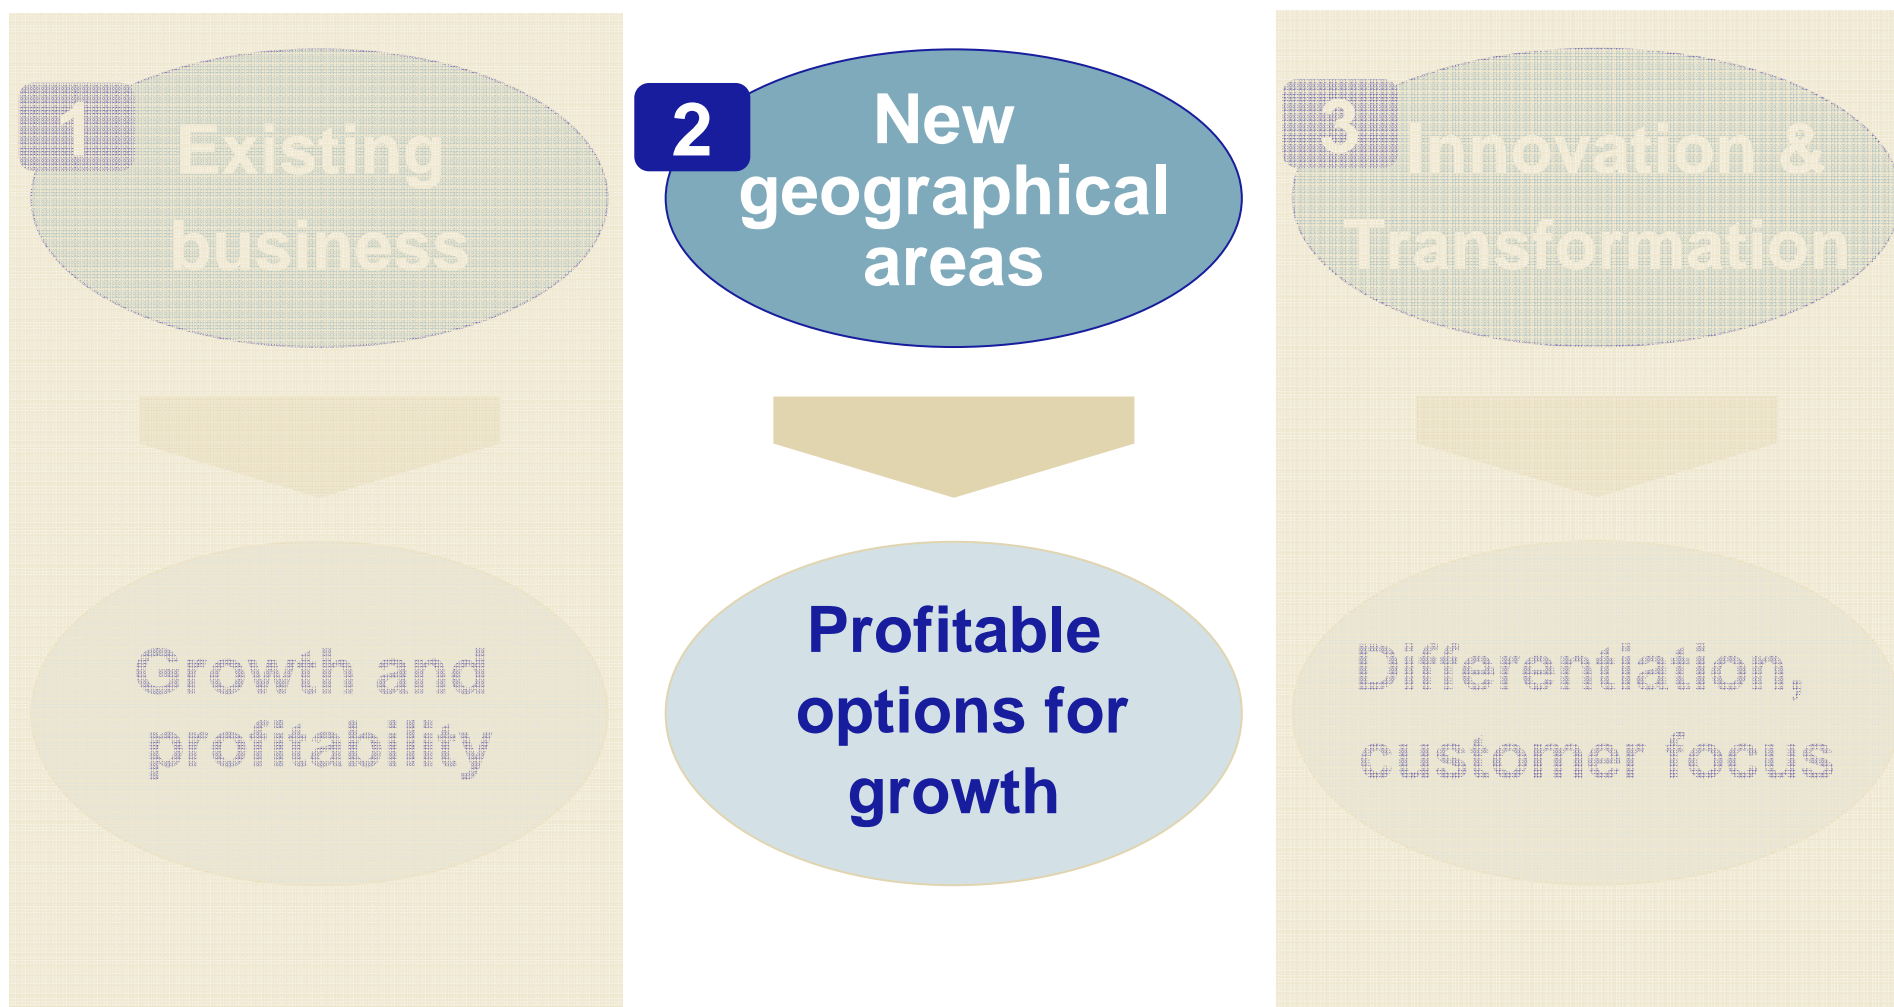 1
Existing
business
Growth and
profitability
2
New
geographical
areas
Profitable
options for
growth
3
Innovation &
Transformation
Differentiation,
customer focus